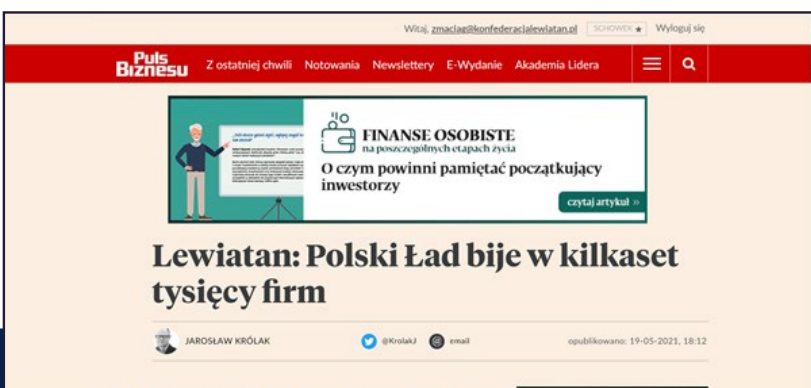 Witaj, zmaciag@konfederacjalewiatan.pl SCHOWEK ★ Wyloguj się
Puls
Biznesu
Z ostatniej chwili Notowania Newslettery E-Wydanie Akademia Lidera
FINANSE OSOBISTE
na poszczególnych etapach życia
O czym powinni pamiętać początkujący
inwestorzy
czytaj artykuł »
Lewiatan: Polski Ład bije w kilkaset
tysięcy firm
JAROSŁAW KRÓLAK @KrolakJ email opublikowano: 19-05-2021, 18:12